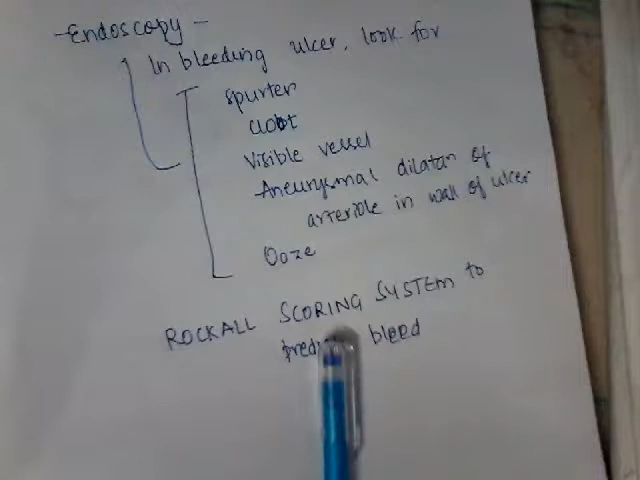 -Endoscopy-
In bleeding ulcer, look for
Spurter
Clot
Visible vessel
Aneurysmal dilatan of
arteriole in wall of ulcer
Ooze
ROCKALL SCORING SYSTEM to
bleed